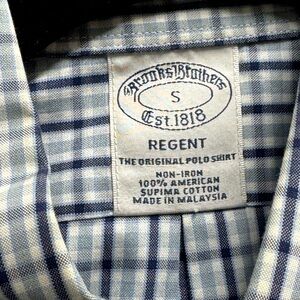 Brooks Brothers
S
Est.1818
REGENT
THE ORIGINAL POLO SHIRT
NON-IRON
100% AMERICAN
SUPIMA COTTON
MADE IN MALAYSIA